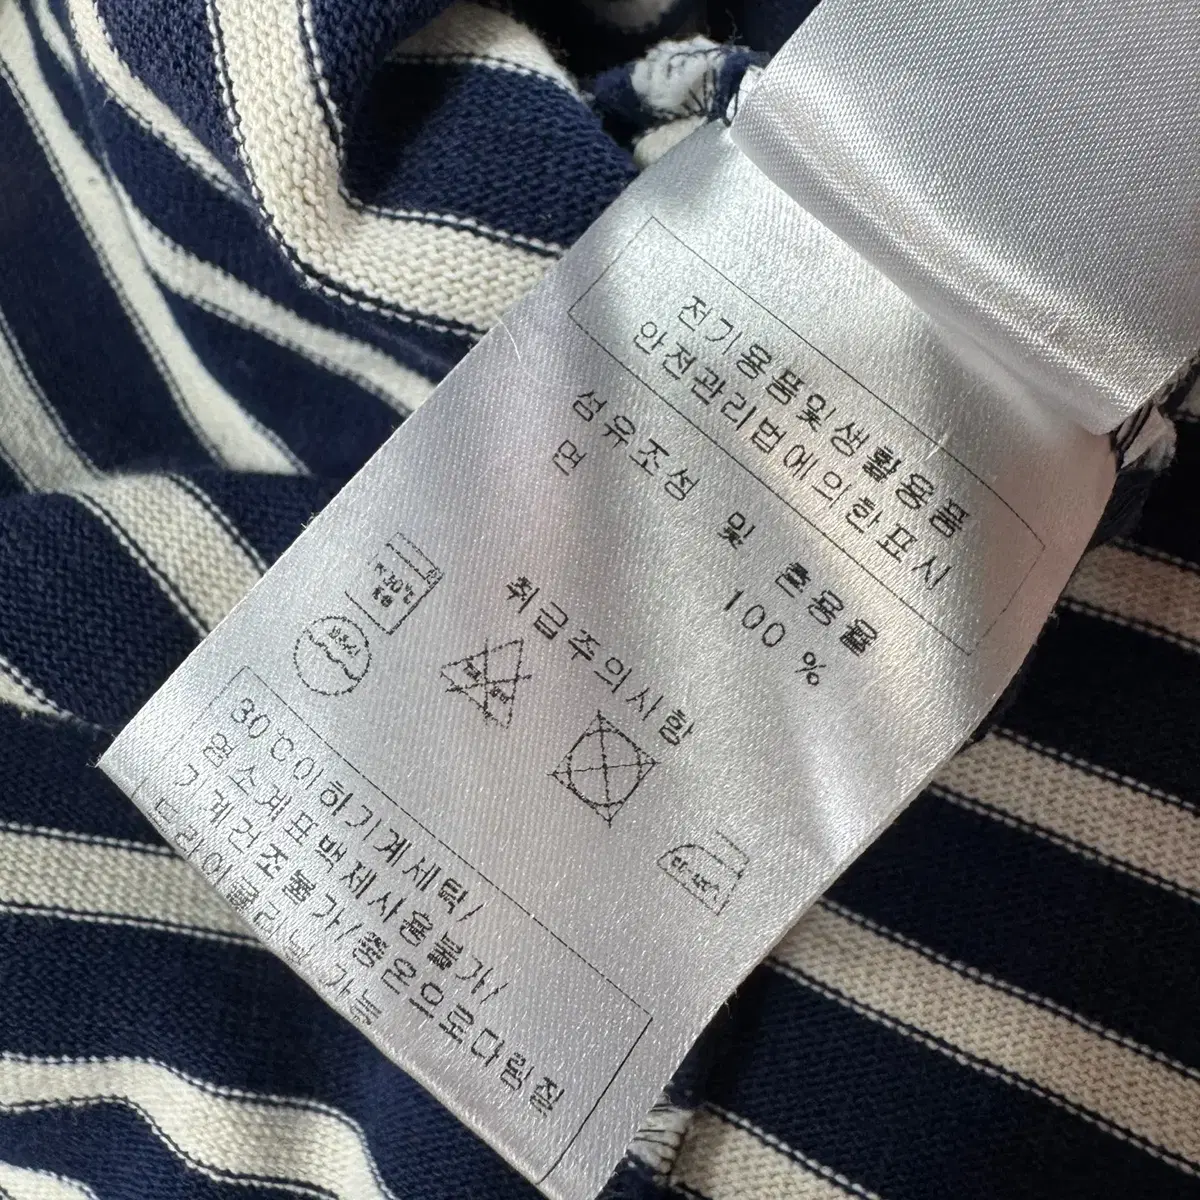 전기용품및생활용품
안전관리법에의한표시
섬유조성 및 혼용률
면 100 %
취급주의사항
30℃이하기계세탁/
염소계표백제사용불가/
기계건조불가/중온으로다림질
드라이클리닝가능